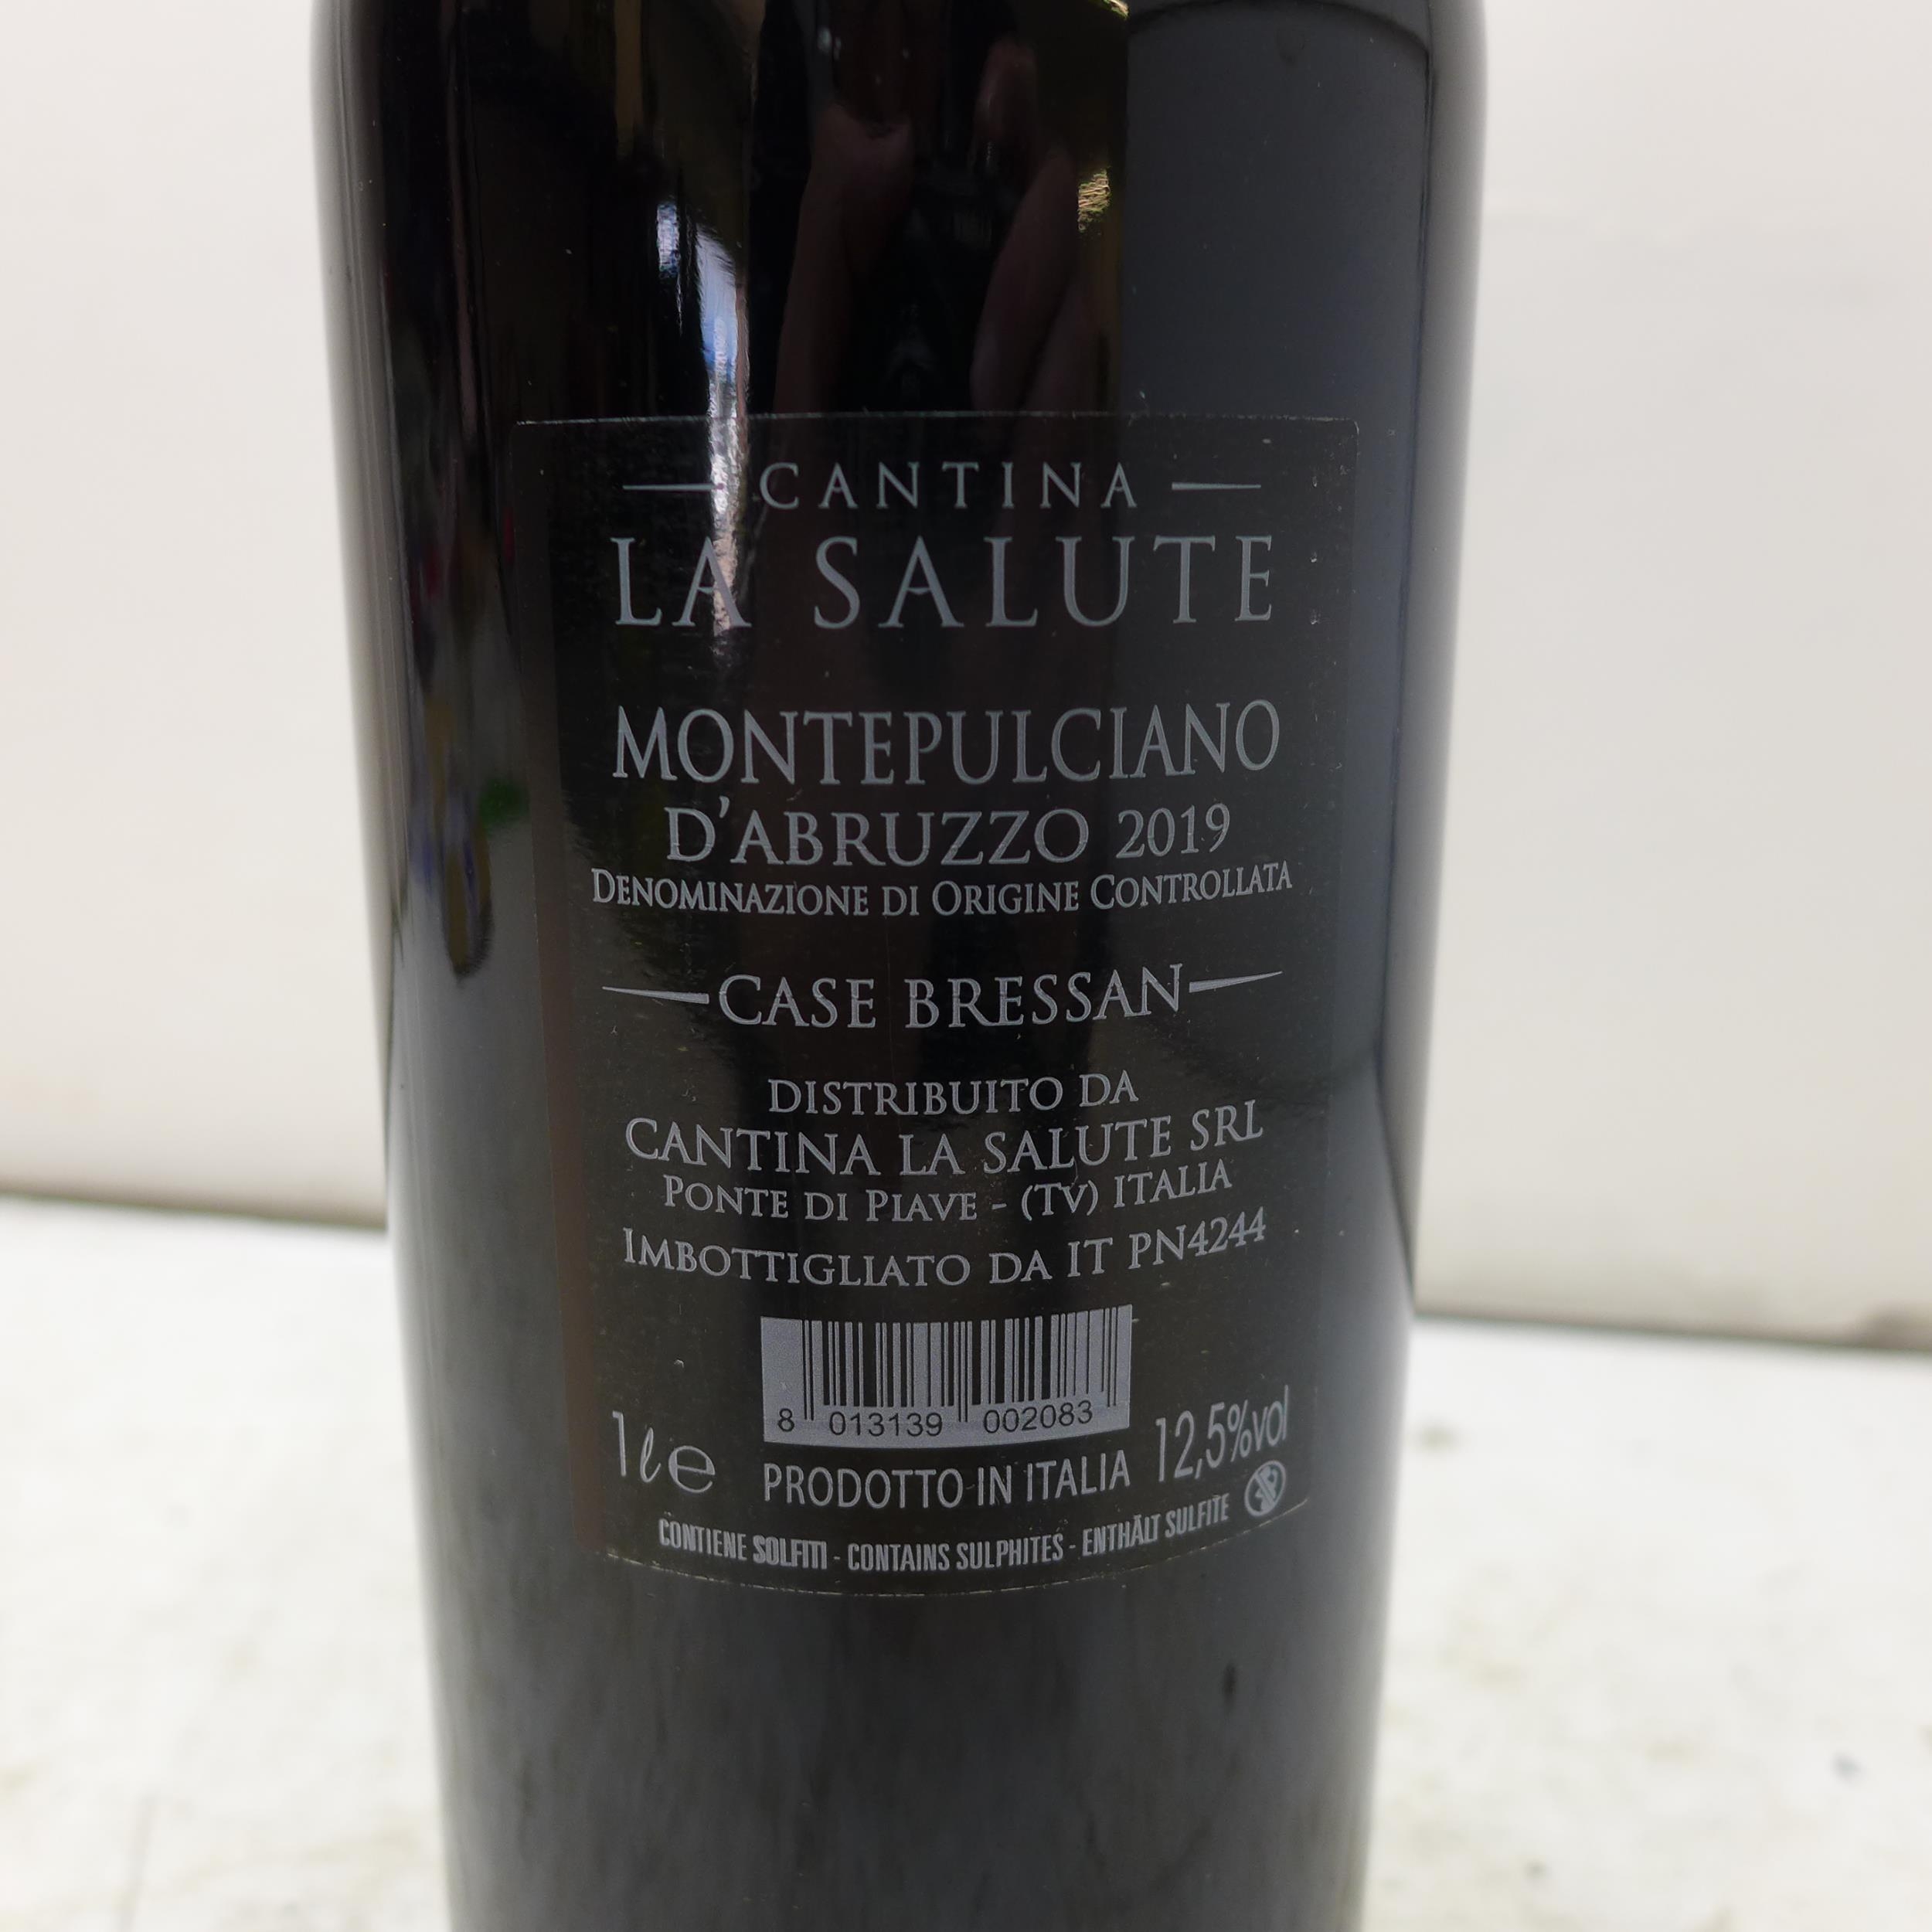 CANTINA
LA SALUTE
MONTEPULCIANO
D'ABRUZZO 2019
DENOMINAZIONE DI ORIGINE CONTROLLATA
CASE BRESSAN
DISTRIBUITO DA
CANTINA LA SALUTE SRL
PONTE DI PIAVE - (TV) ITALIA
IMBOTTIGLIATO DA IT PN4244
8 013139 002083
1ℓ℮
PRODOTTO IN ITALIA
12,5%vol
CONTIENE SOLFITI - CONTAINS SULPHITES - ENTHÄLT SULFITE